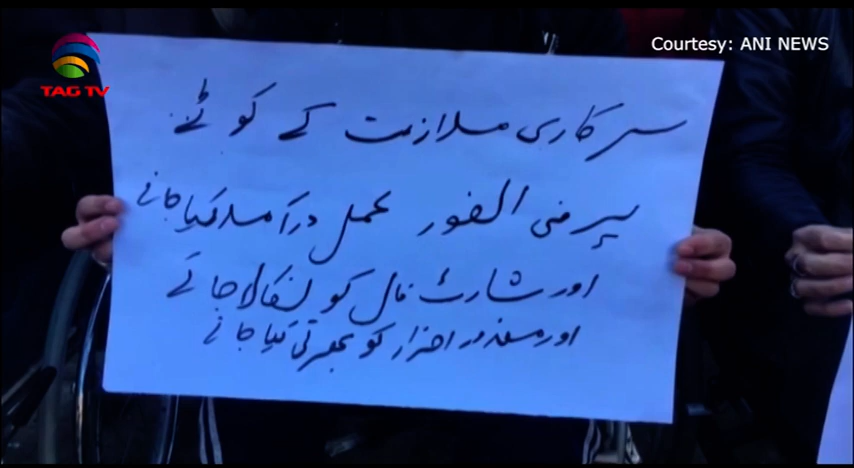 Courtesy: ANI NEWS
TAG TV
سرکاری ملازمت کے کوٹے
پر فی الفور عمل درآمد کیا جائے
اور شارٹ فال کو نکالا جائے
اور معذور افراد کو بھرتی کیا جائے